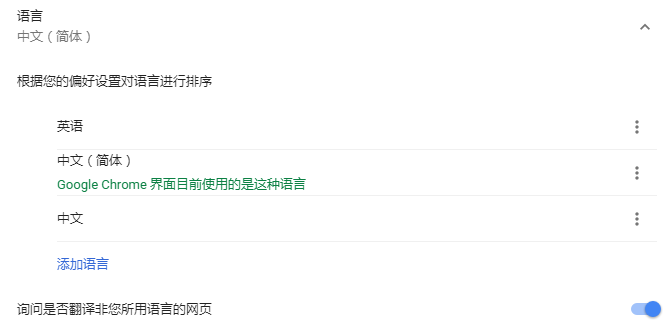 语言
中文（简体）
根据您的偏好设置对语言进行排序
英语
中文（简体）
Google Chrome 界面目前使用的是这种语言
中文
添加语言
询问是否翻译非您所用语言的网页